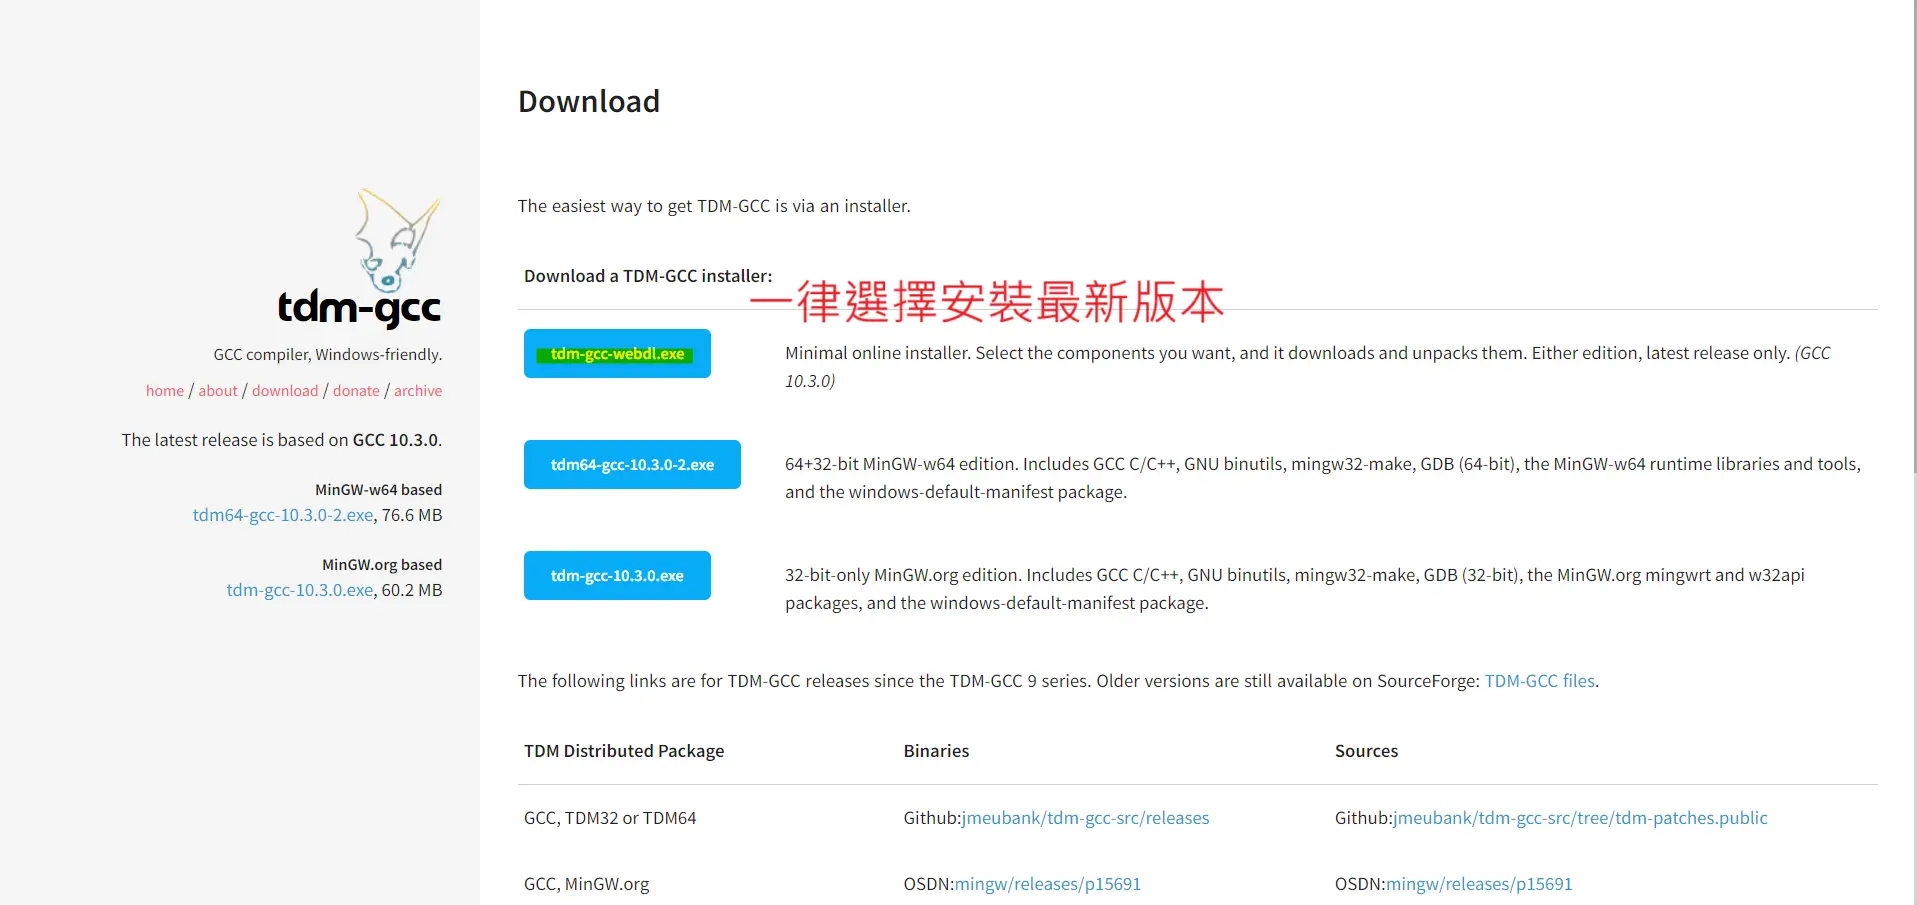 tdm-gcc
GCC compiler, Windows-friendly.
home / about / download / donate / archive
The latest release is based on GCC 10.3.0.
MinGW-w64 based
tdm64-gcc-10.3.0-2.exe, 76.6 MB
MinGW.org based
tdm-gcc-10.3.0.exe, 60.2 MB
Download
The easiest way to get TDM-GCC is via an installer.
Download a TDM-GCC installer:
一律選擇安裝最新版本
tdm-gcc-webdl.exe
Minimal online installer. Select the components you want, and it downloads and unpacks them. Either edition, latest release only. (GCC
10.3.0)
tdm64-gcc-10.3.0-2.exe
64+32-bit MinGW-w64 edition. Includes GCC C/C++, GNU binutils, mingw32-make, GDB (64-bit), the MinGW-w64 runtime libraries and tools,
and the windows-default-manifest package.
tdm-gcc-10.3.0.exe
32-bit-only MinGW.org edition. Includes GCC C/C++, GNU binutils, mingw32-make, GDB (32-bit), the MinGW.org mingwrt and w32api
packages, and the windows-default-manifest package.
The following links are for TDM-GCC releases since the TDM-GCC 9 series. Older versions are still available on SourceForge: TDM-GCC files.
TDM Distributed Package Binaries Sources
GCC, TDM32 or TDM64 Github:jmeubank/tdm-gcc-src/releases Github:jmeubank/tdm-gcc-src/tree/tdm-patches.public
GCC, MinGW.org OSDN:mingw/releases/p15691 OSDN:mingw/releases/p15691